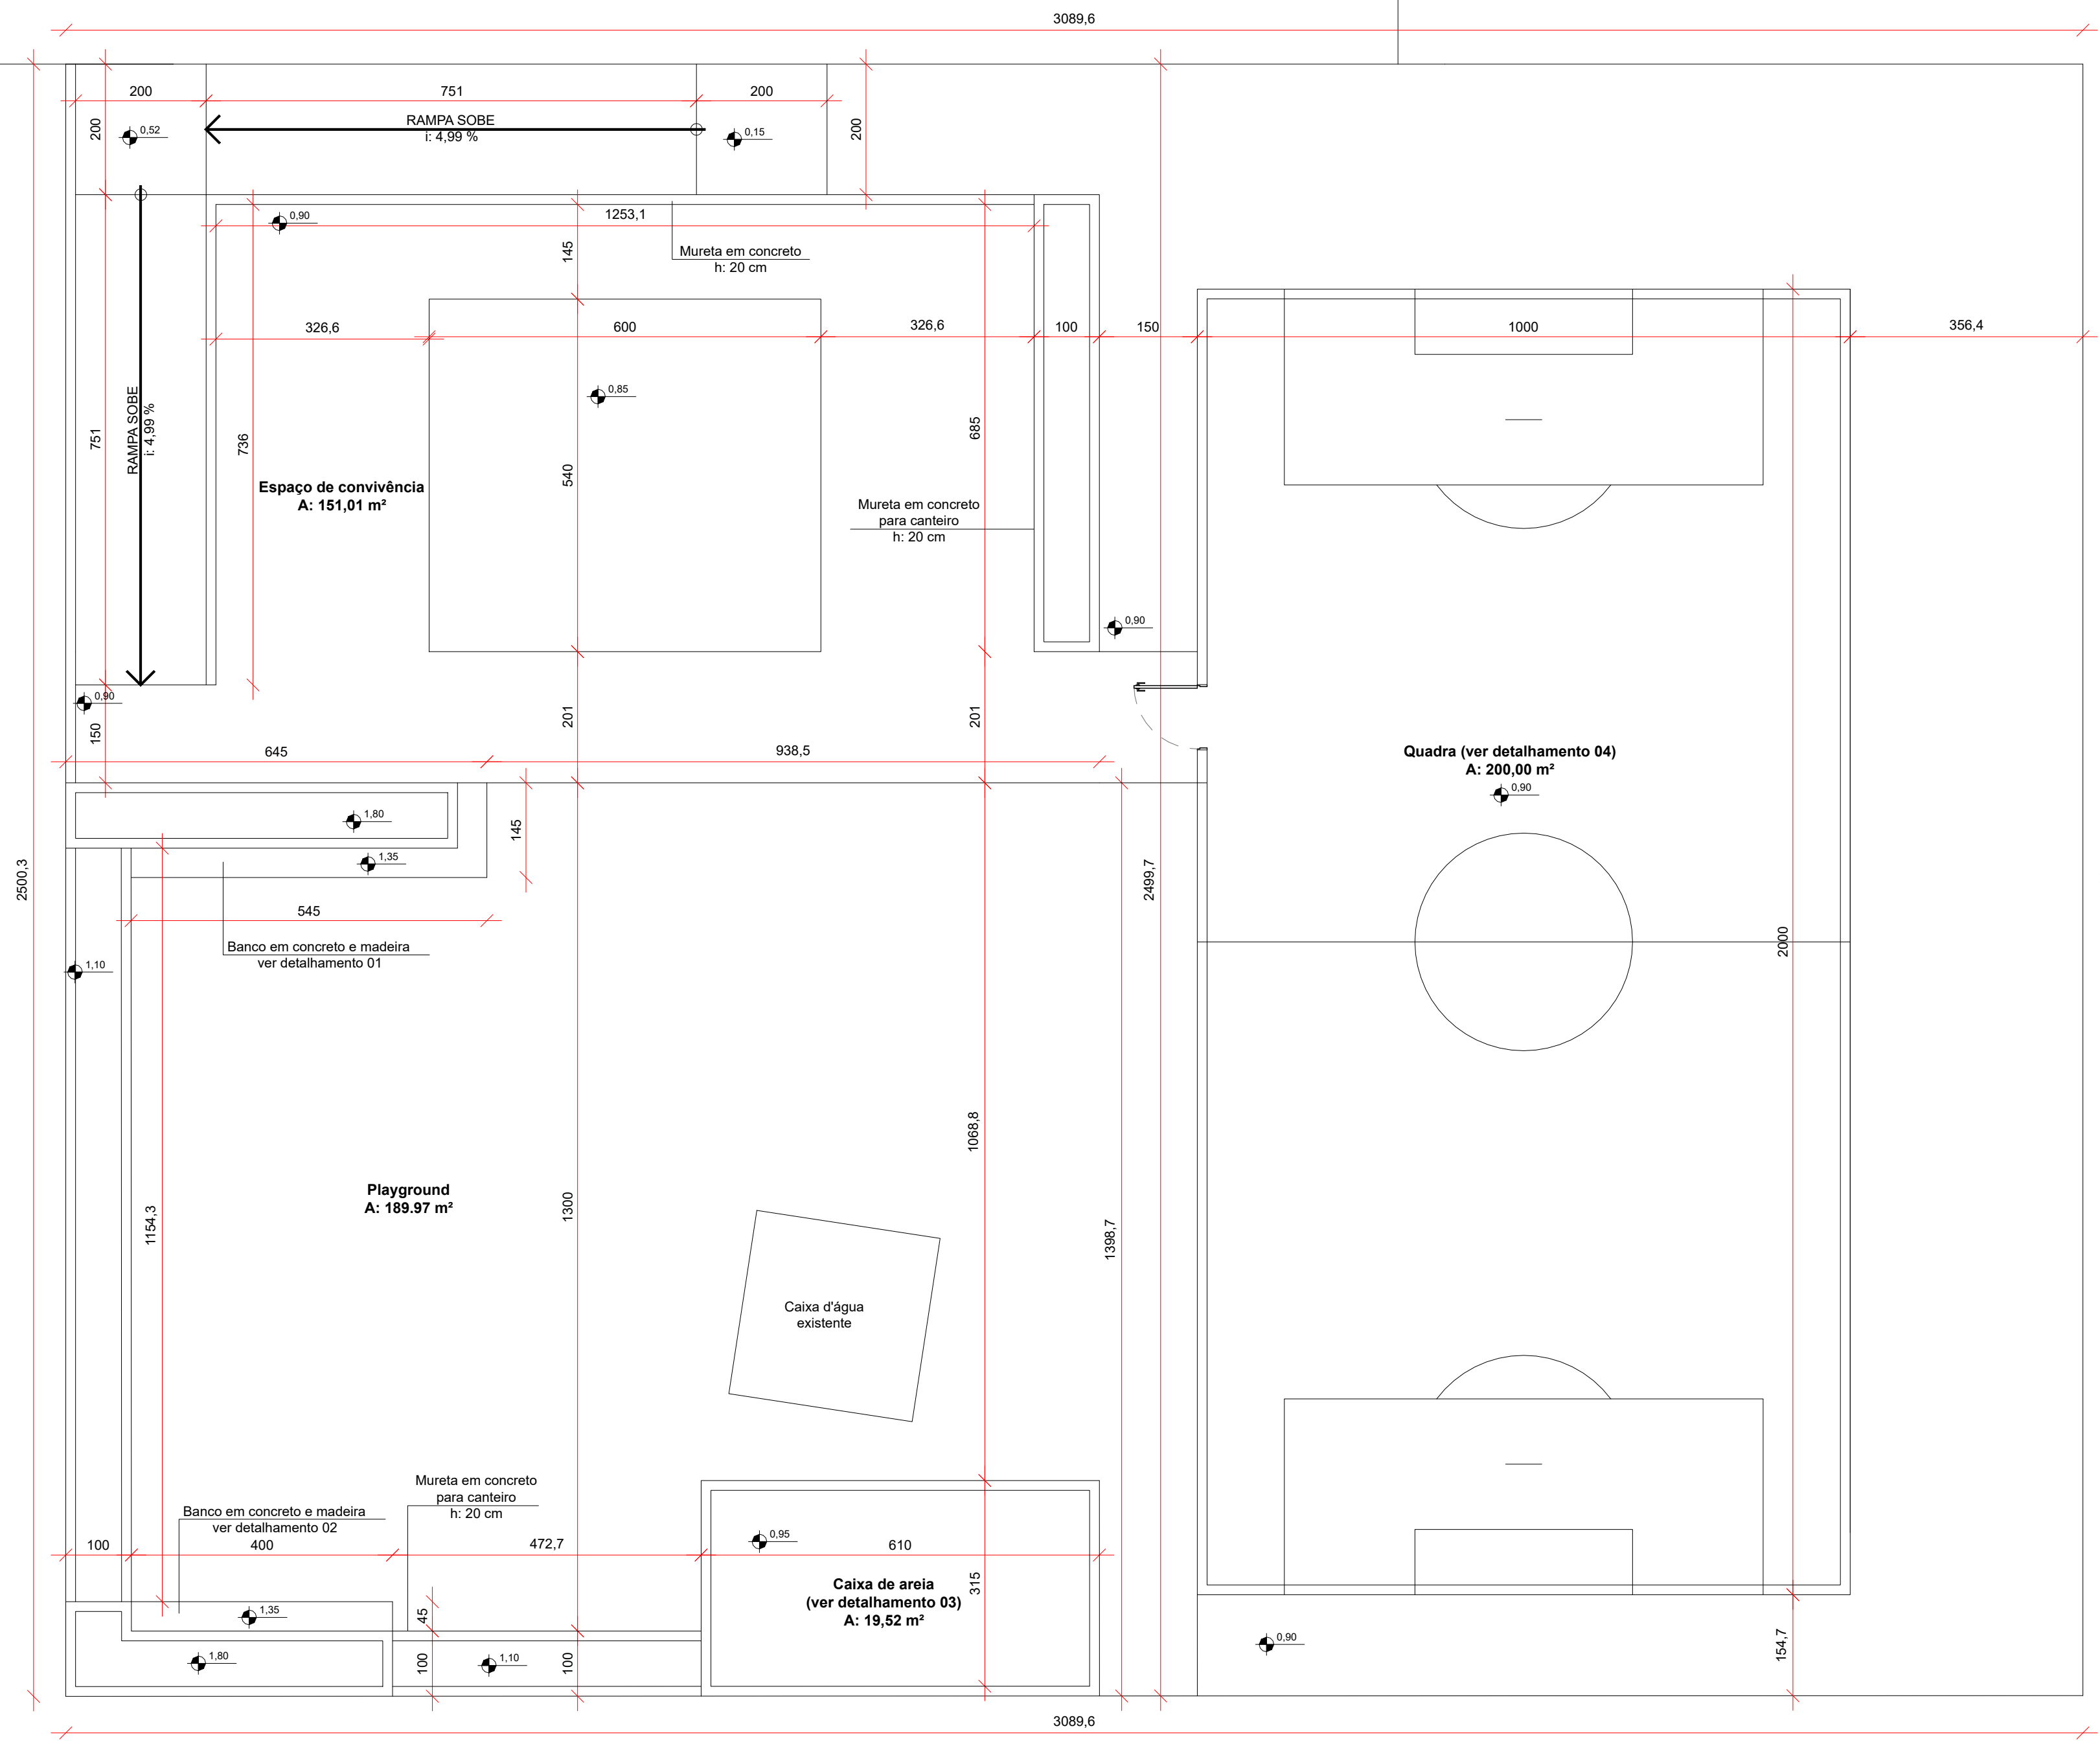 3089,6
200
751
200
200
200
RAMPA SOBE
i: 4,99 %
0,52
0,15
0,90
1253,1
145
Mureta em concreto
h: 20 cm
326,6
600
326,6
100
150
1000
356,4
0,85
751
RAMPA SOBE
i: 4,99 %
736
540
685
Espaço de convivência
A: 151,01 m²
Mureta em concreto
para canteiro
h: 20 cm
0,90
0,90
150
201
201
645
938,5
Quadra (ver detalhamento 04)
A: 200,00 m²
0,90
1,80
145
1,35
2500,3
2499,7
545
2000
Banco em concreto e madeira
ver detalhamento 01
1,10
1068,8
Playground
A: 189.97 m²
1154,3
1300
1398,7
Caixa d'água
existente
Mureta em concreto
para canteiro
h: 20 cm
Banco em concreto e madeira
ver detalhamento 02
0,95
100
400
472,7
610
315
Caixa de areia
(ver detalhamento 03)
A: 19,52 m²
1,35
45
0,90
154,7
1,80
100
1,10
100
3089,6